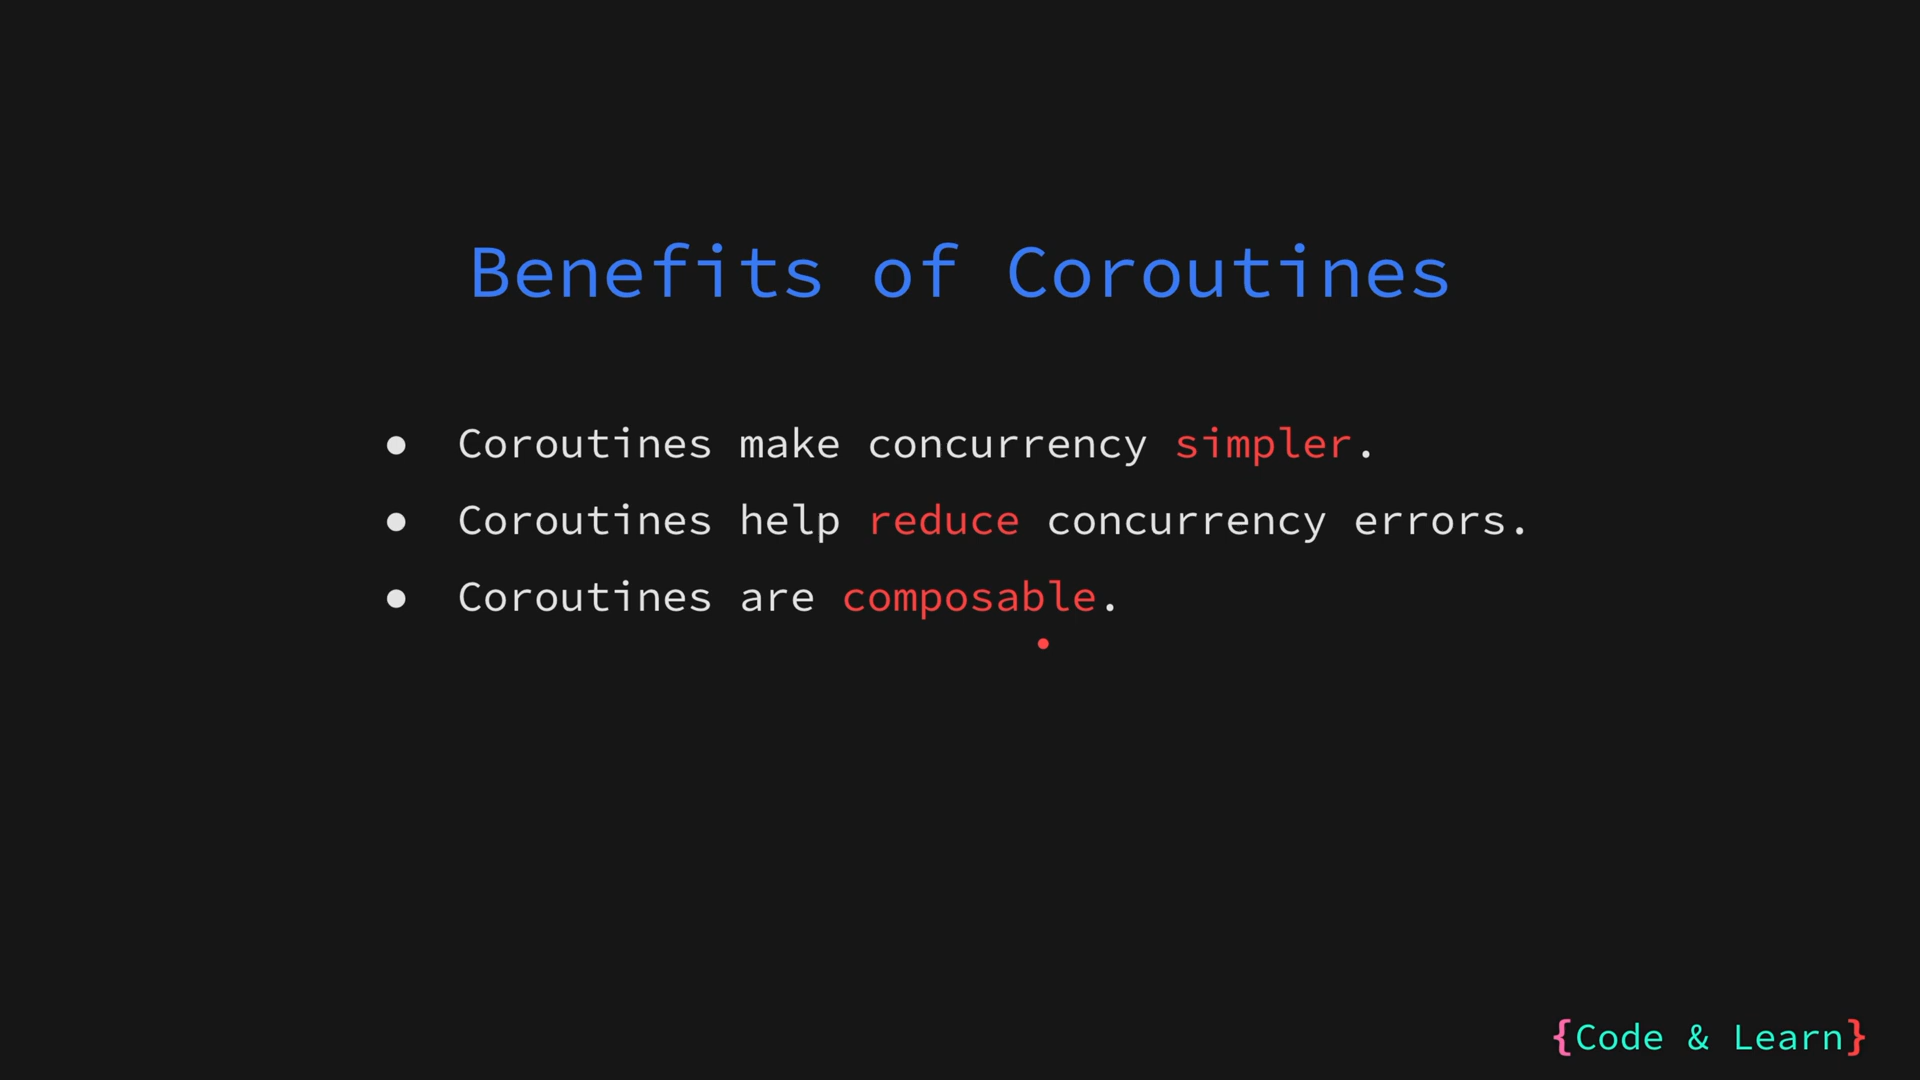 Benefits of Coroutines
● Coroutines make concurrency simpler.
● Coroutines help reduce concurrency errors.
● Coroutines are composable.
{Code & Learn}